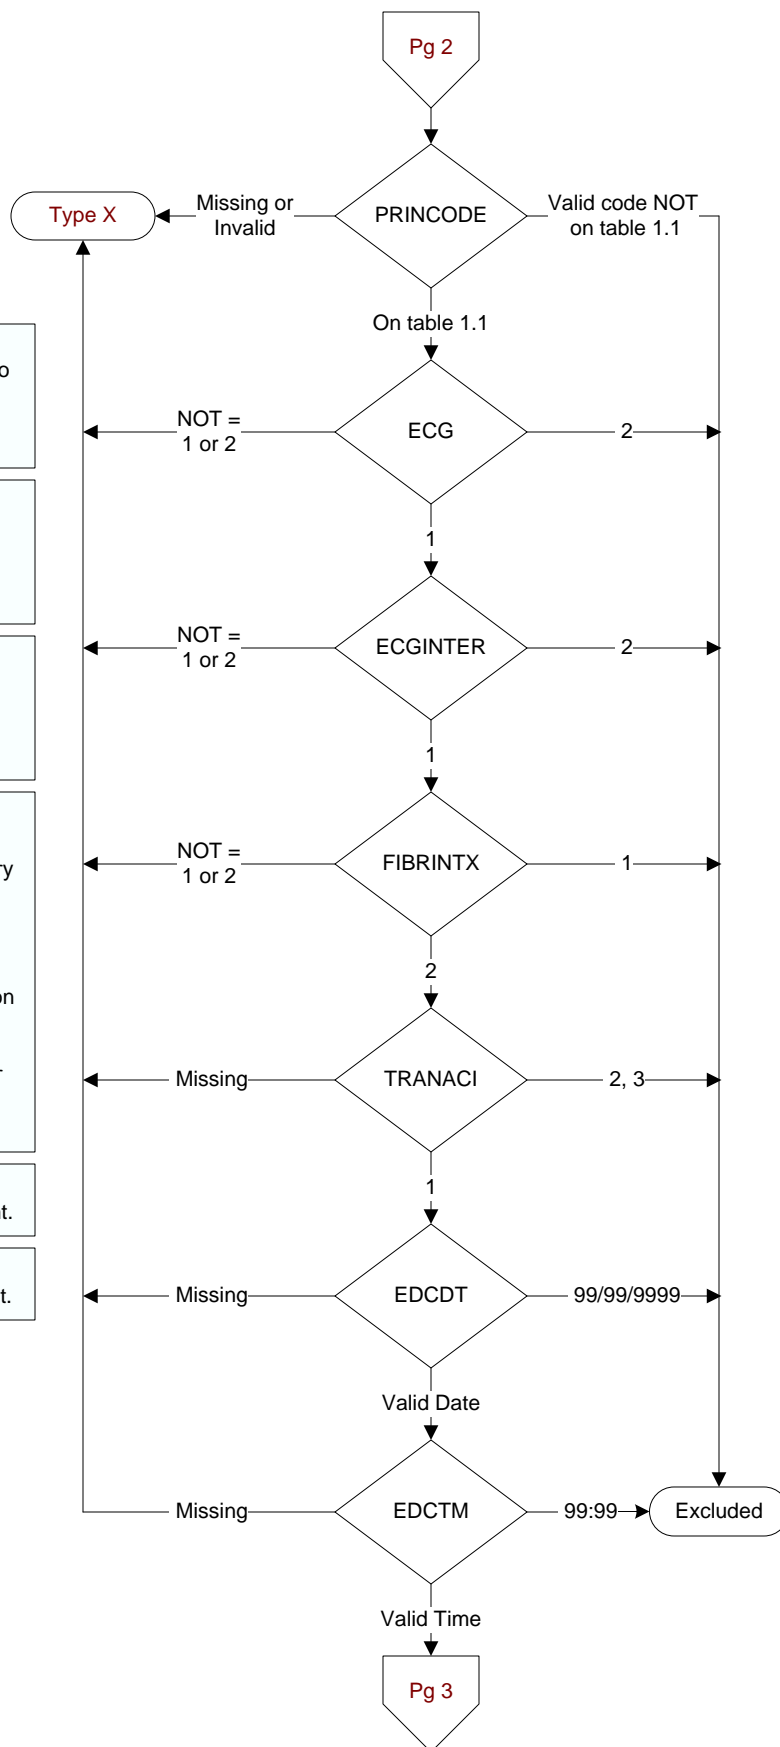 Pg 2
PRINCODE
Type X
Missing or
Invalid
Valid code NOT
on table 1.1
On table 1.1
ECG
NOT =
1 or 2
2
1
ECGINTER
NOT =
1 or 2
2
1
FIBRINTX
NOT =
1 or 2
1
2
TRANACI
Missing
2, 3
1
EDCDT
Missing
99/99/9999
Valid Date
EDCTM
Missing
99:99
Excluded
Valid Time
Pg 3